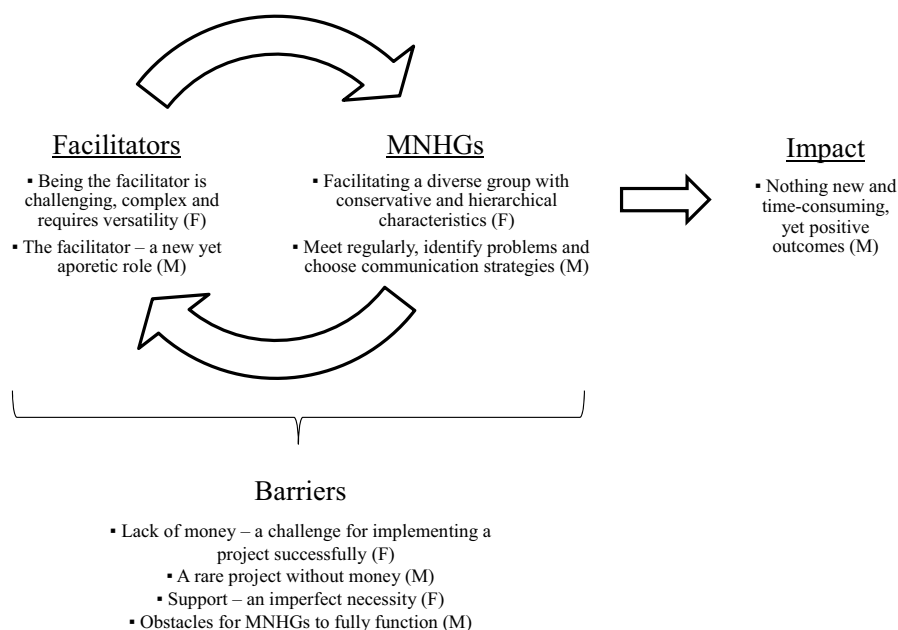 Facilitators
▪ Being the facilitator is
challenging, complex and
requires versatility (F)
▪ The facilitator – a new yet
aporetic role (M)
MNHGs
▪ Facilitating a diverse group with
conservative and hierarchical
characteristics (F)
▪ Meet regularly, identify problems and
choose communication strategies (M)
Impact
▪ Nothing new and
time-consuming,
yet positive
outcomes (M)
Barriers
▪ Lack of money – a challenge for implementing a
project successfully (F)
▪ A rare project without money (M)
▪ Support – an imperfect necessity (F)
▪ Obstacles for MNHGs to fully function (M)